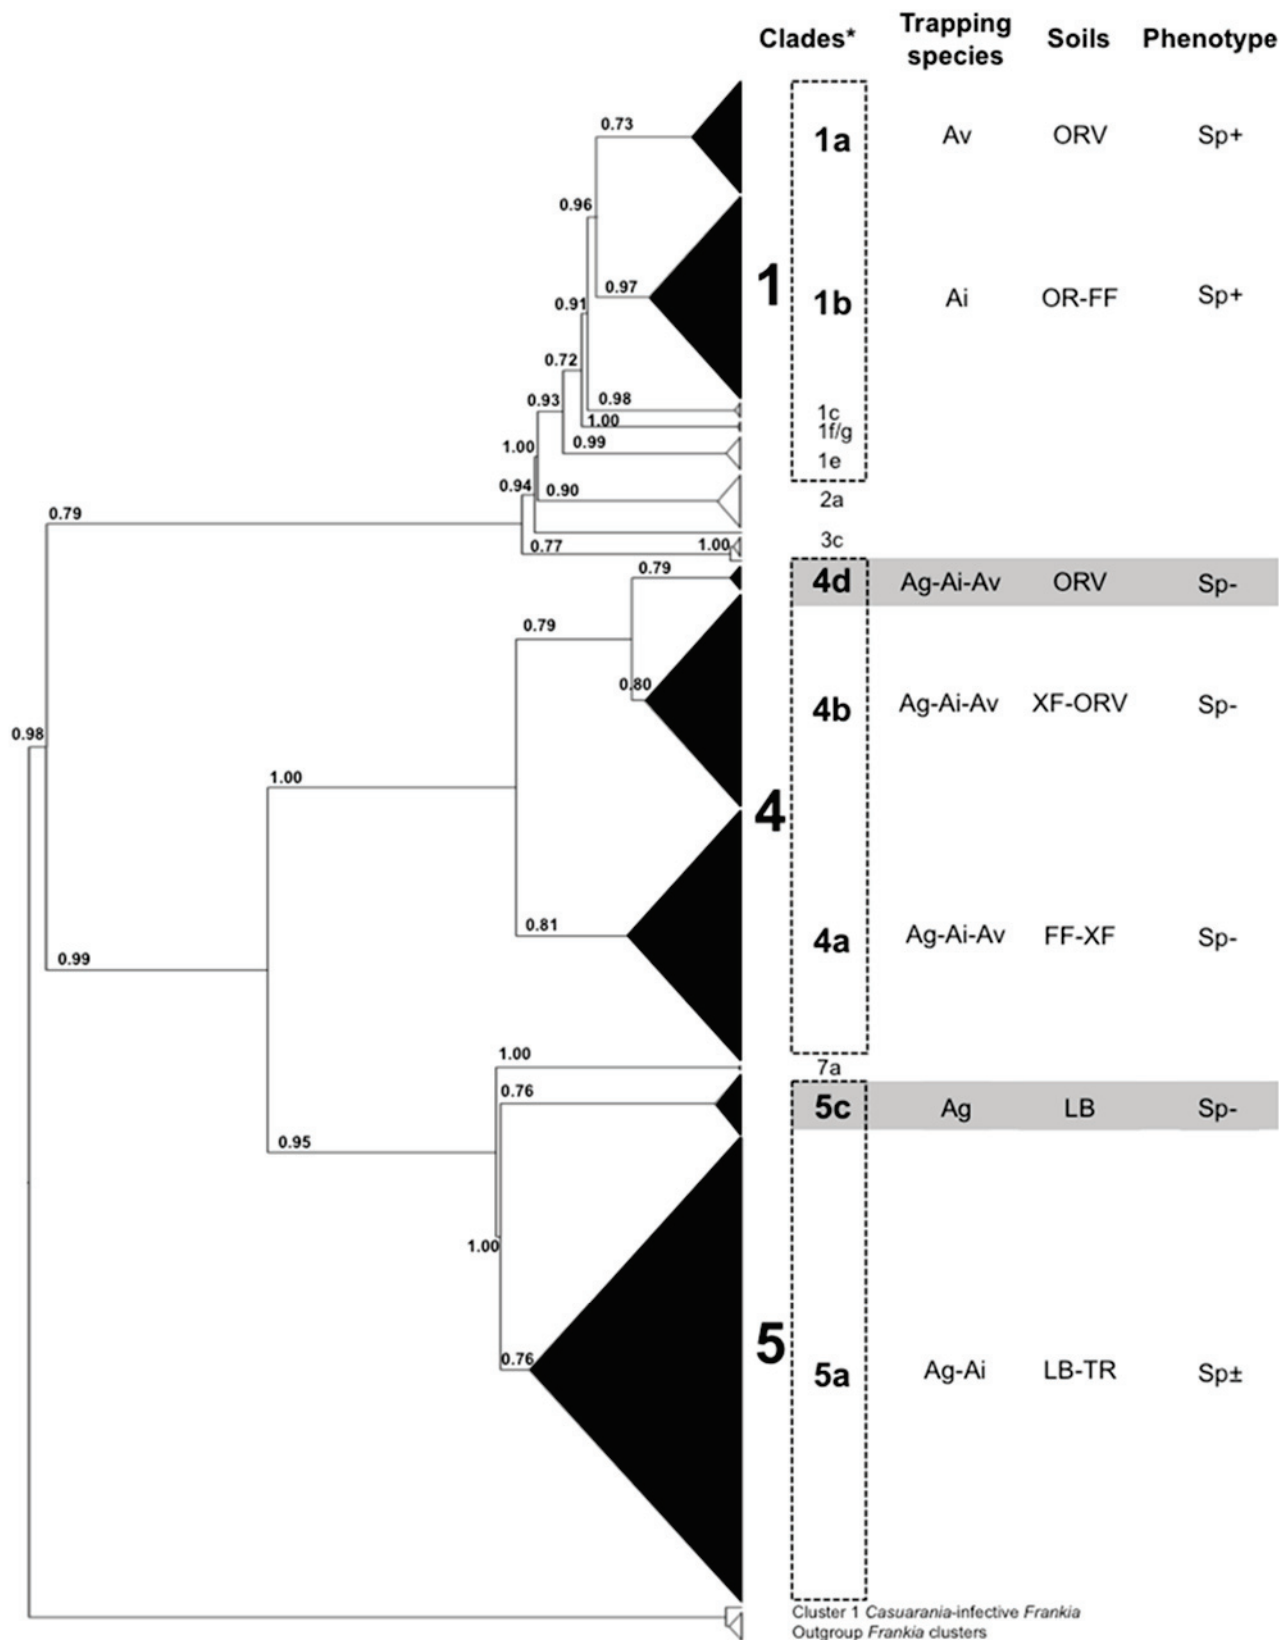 Clades* Trapping species Soils Phenotype
0.73
1a Av ORV Sp+
0.96
0.97
1
1b Ai OR-FF Sp+
0.91
0.72
0.93
0.98
1c
1.00
1f/g
0.99
1e
1.00
0.94
0.90
2a
0.79
3c
0.77
1.00
0.79
4d Ag-Ai-Av ORV Sp-
0.79
0.80
4b Ag-Ai-Av XF-ORV Sp-
0.98
1.00
4
0.81
4a Ag-Ai-Av FF-XF Sp-
0.99
1.00
7a
0.76
5c Ag LB Sp-
0.95
1.00
5
0.76
5a Ag-Ai LB-TR Sp±
Cluster 1 Casuarania-infective Frankia
Outgroup Frankia clusters